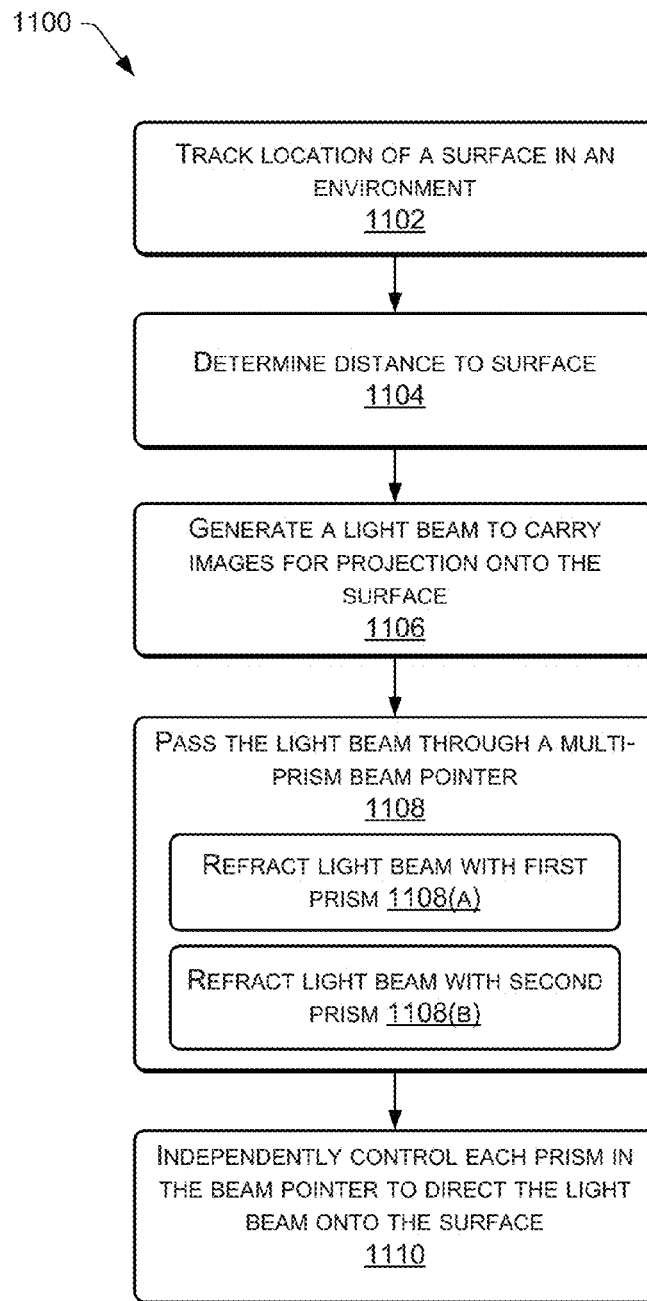 1100
TRACK LOCATION OF A SURFACE IN AN
ENVIRONMENT
1102
DETERMINE DISTANCE TO SURFACE
1104
GENERATE A LIGHT BEAM TO CARRY
IMAGES FOR PROJECTION ONTO THE
SURFACE
1106
PASS THE LIGHT BEAM THROUGH A MULTI-
PRISM BEAM POINTER
1108
REFRACT LIGHT BEAM WITH FIRST
PRISM 1108(A)
REFRACT LIGHT BEAM WITH SECOND
PRISM 1108(B)
INDEPENDENTLY CONTROL EACH PRISM IN
THE BEAM POINTER TO DIRECT THE LIGHT
BEAM ONTO THE SURFACE
1110